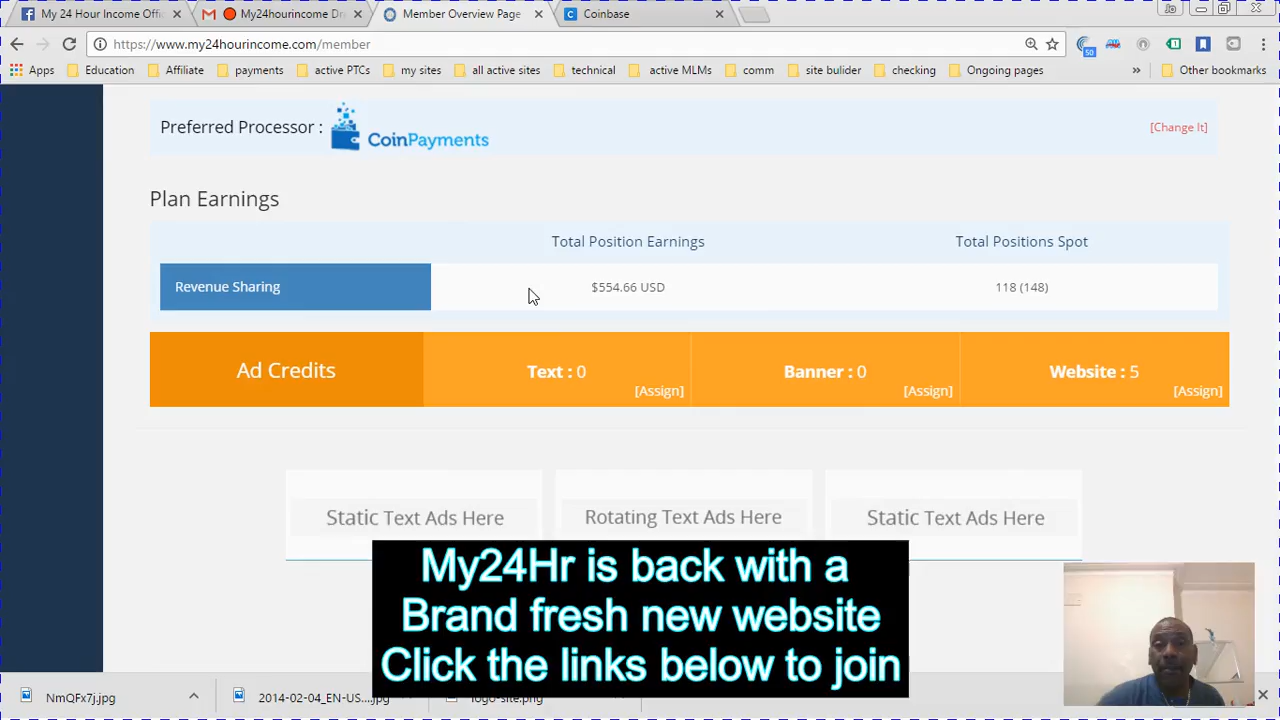 My 24 Hour Income Offi
My24hourincome Dr
Member Overview Page
Coinbase
https://www.my24hourincome.com/member
50
Apps
Education
Affiliate
payments
active PTCs
my sites
all active sites
technical
active MLMs
comm
site builder
checking
Ongoing pages
»
Other bookmarks
Preferred Processor :
CoinPayments
[Change It]
Plan Earnings
Total Position Earnings
Total Positions Spot
Revenue Sharing
$554.66 USD
118 (148)
Ad Credits
Text : 0
Banner : 0
Website : 5
[Assign]
[Assign]
[Assign]
Static Text Ads Here
Rotating Text Ads Here
Static Text Ads Here
My24Hr is back with a
Brand fresh new website
Click the links below to join
NmQFx7j.jpg
2014-02-04_EN-US....jpg
logo-site.png